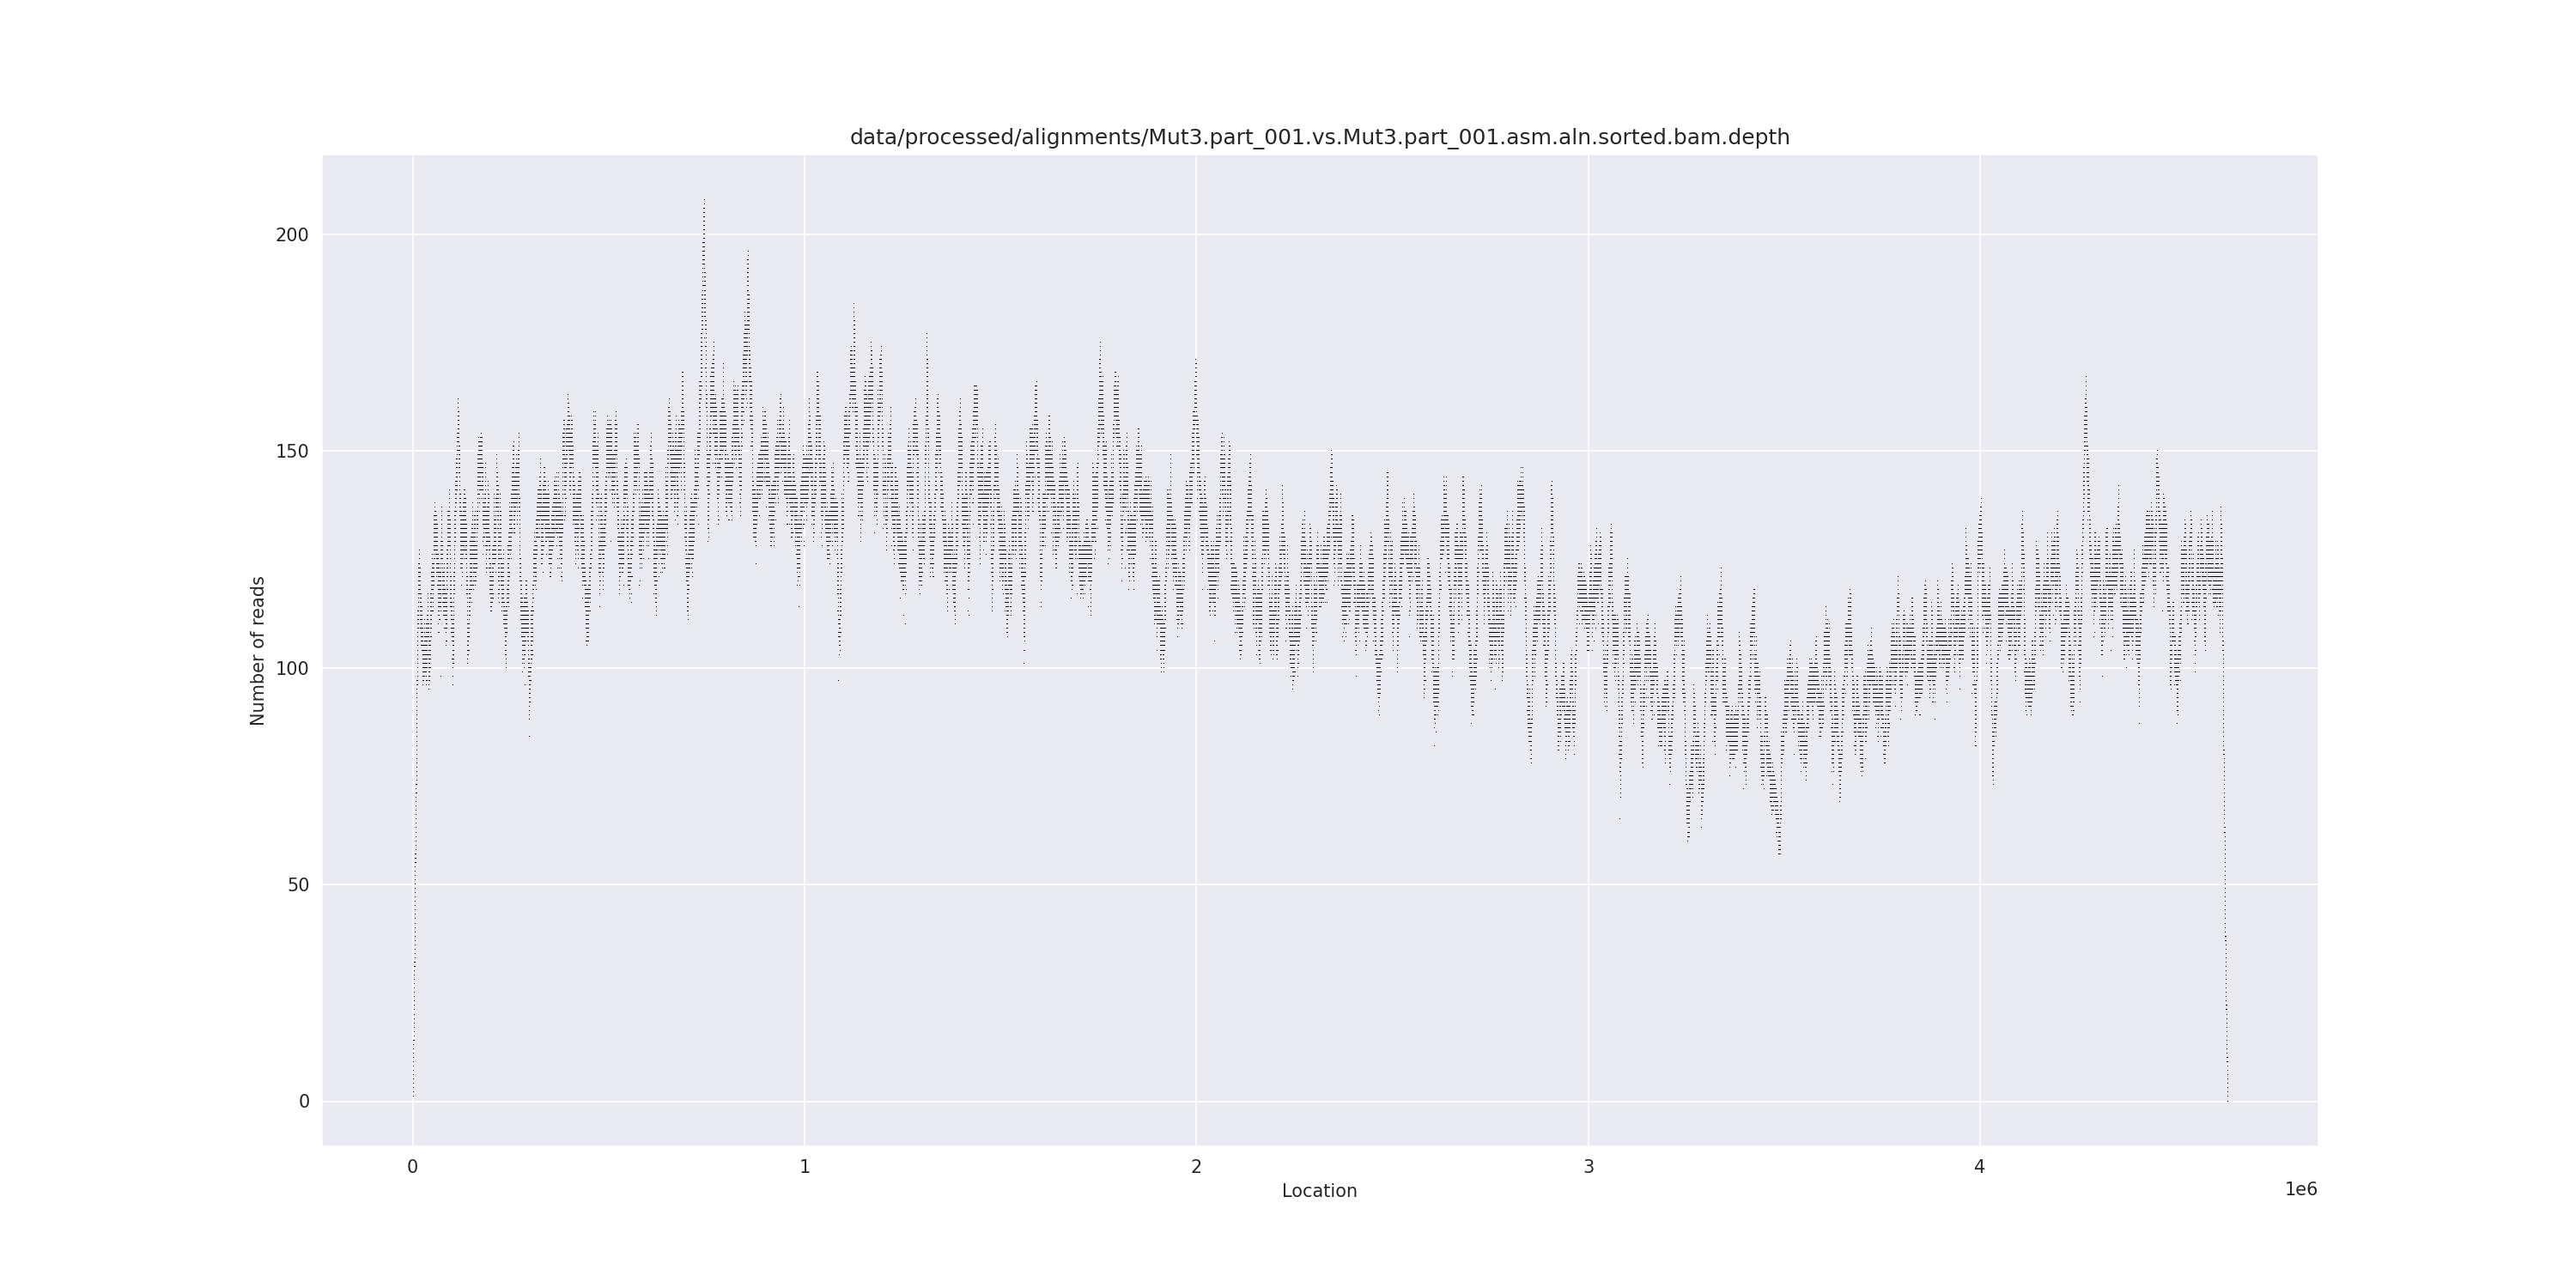 data/processed/alignments/Mut3.part_001.vs.Mut3.part_001.asm.aln.sorted.bam.depth
200
150
100
50
0
Number of reads
0 1 2 3 4
Location
1e6